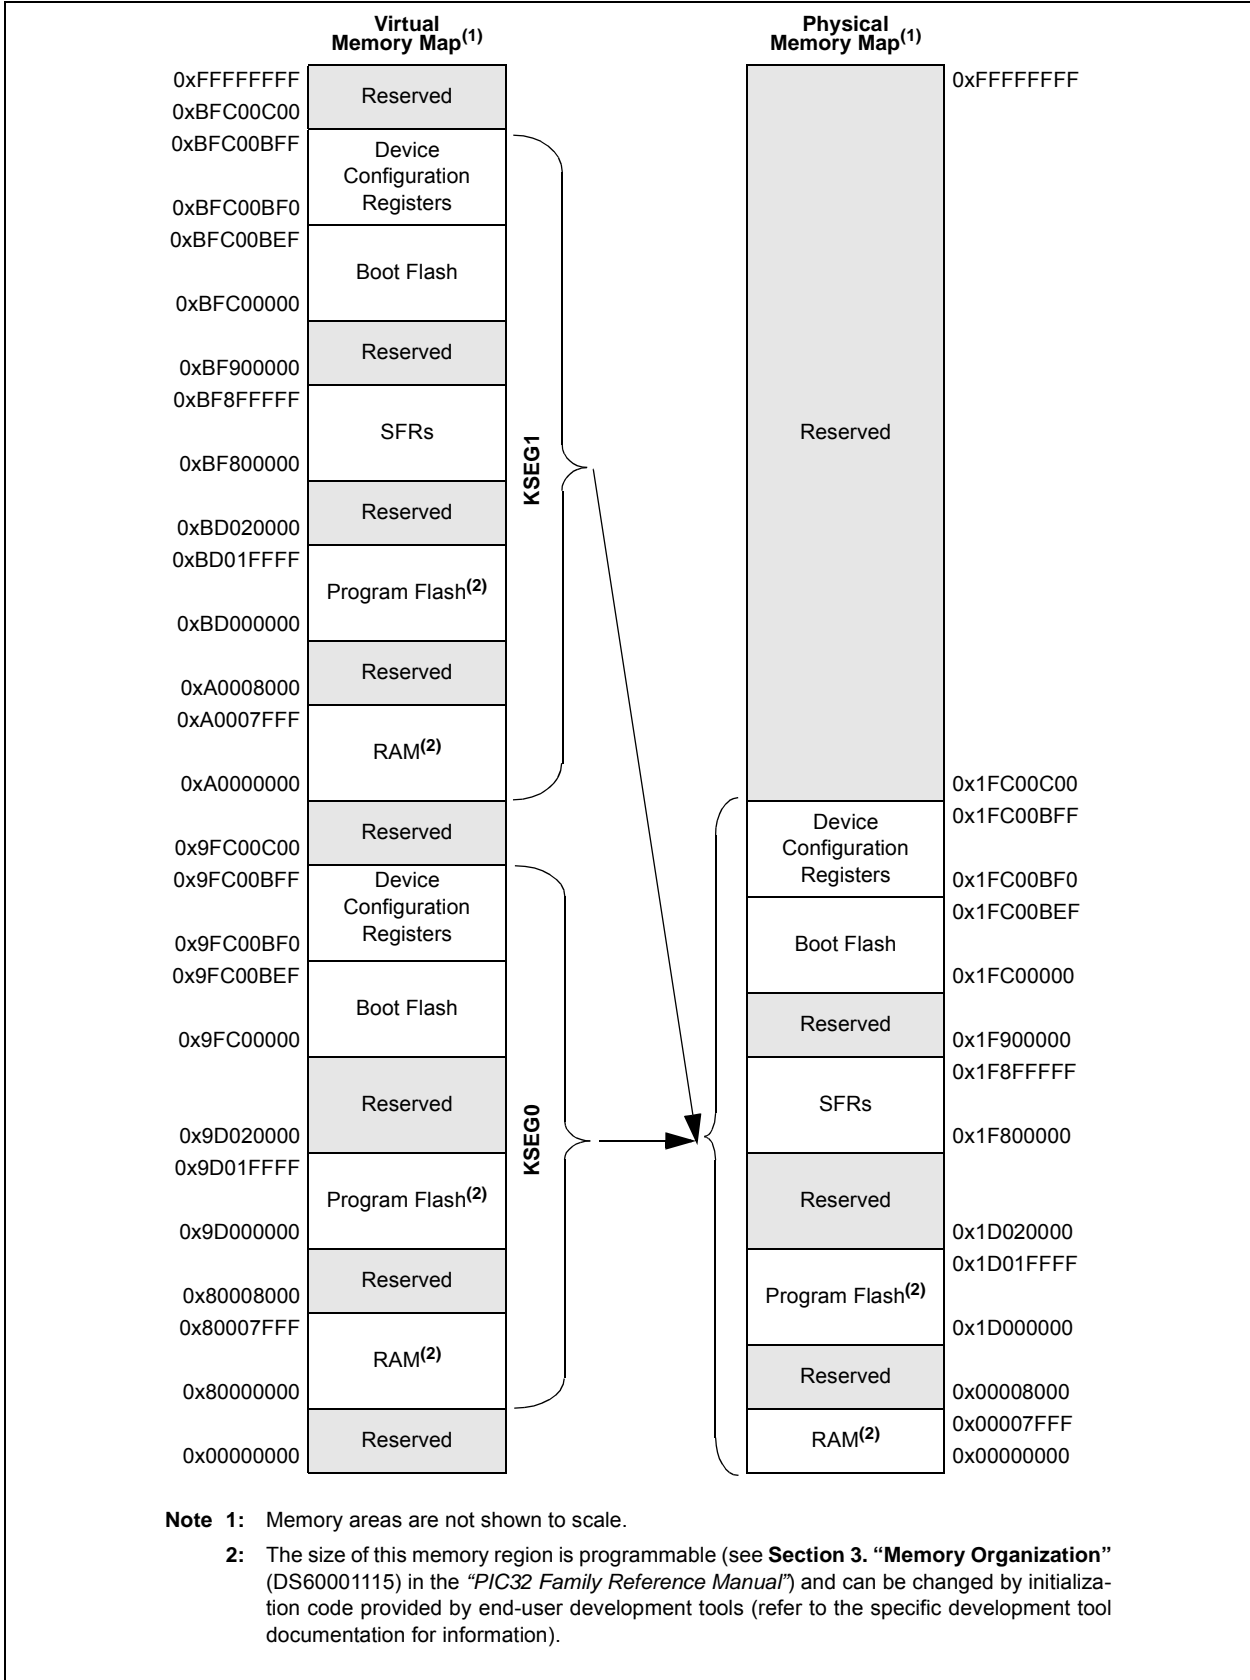 Virtual
Memory Map(1)
Physical
Memory Map(1)
0xFFFFFFFF
Reserved
0xBFC00C00
0xBFC00BFF
Device
Configuration
Registers
0xBFC00BF0
0xBFC00BEF
Boot Flash
0xBFC00000
Reserved
0xBF900000
0xBF8FFFFF
SFRs
0xBF800000
Reserved
0xBD020000
0xBD01FFFF
Program Flash(2)
0xBD000000
Reserved
0xA0008000
0xA0007FFF
RAM(2)
0xA0000000
KSEG1
Reserved
0x9FC00C00
0x9FC00BFF
Device
Configuration
Registers
0x9FC00BF0
0x9FC00BEF
Boot Flash
0x9FC00000
Reserved
0x9D020000
0x9D01FFFF
Program Flash(2)
0x9D000000
Reserved
0x80008000
0x80007FFF
RAM(2)
0x80000000
KSEG0
Reserved
0x00000000
0xFFFFFFFF
Reserved
0x1FC00C00
0x1FC00BFF
Device
Configuration
Registers
0x1FC00BF0
0x1FC00BEF
Boot Flash
0x1FC00000
Reserved
0x1F900000
0x1F8FFFFF
SFRs
0x1F800000
Reserved
0x1D020000
0x1D01FFFF
Program Flash(2)
0x1D000000
Reserved
0x00008000
0x00007FFF
RAM(2)
0x00000000
Note 1: Memory areas are not shown to scale.
2: The size of this memory region is programmable (see Section 3. “Memory Organization”
(DS60001115) in the “PIC32 Family Reference Manual”) and can be changed by initializa-
tion code provided by end-user development tools (refer to the specific development tool
documentation for information).